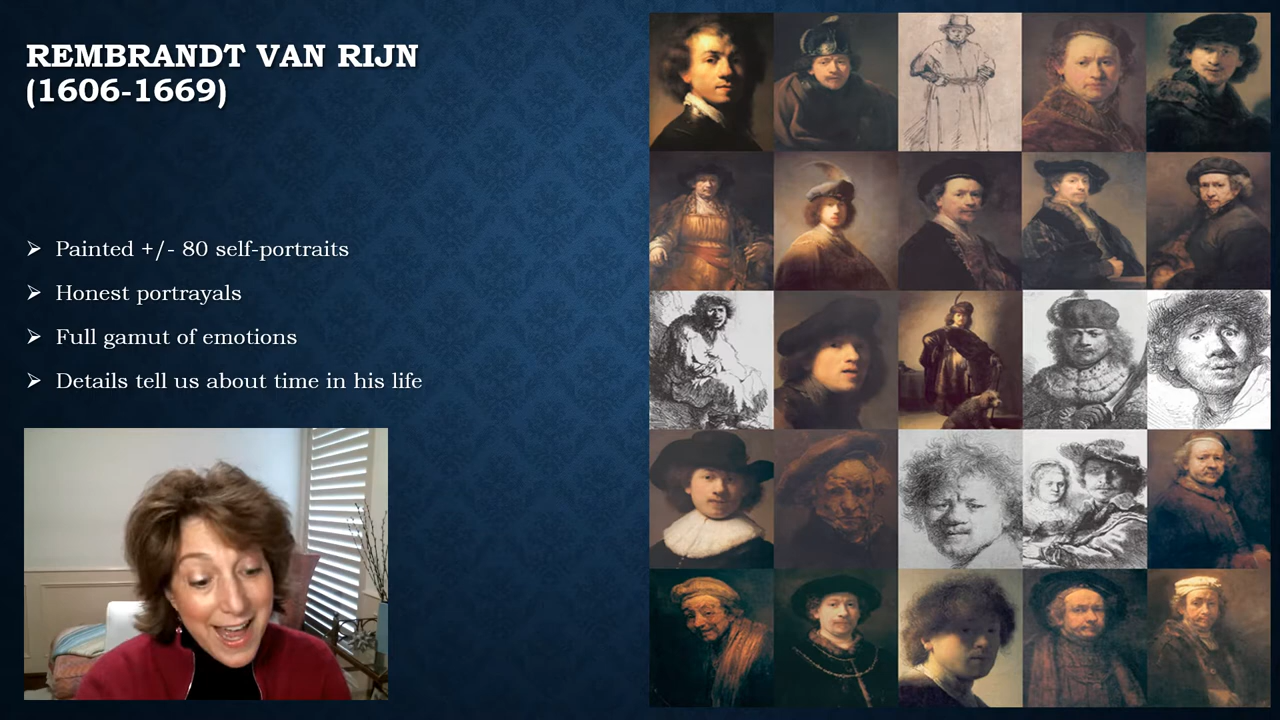 REMBRANDT VAN RIJN
(1606-1669)
Painted +/- 80 self-portraits
Honest portrayals
Full gamut of emotions
Details tell us about time in his life